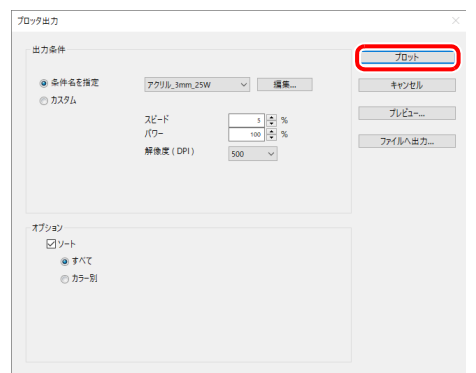 プロッタ出力
出力条件
条件名を指定 アクリル_3mm_25W 編集...
カスタム
スピード 5 %
パワー 100 %
解像度 ( DPI ) 500
プロット
キャンセル
プレビュー...
ファイルへ出力...
オプション
ソート
すべて
カラー別